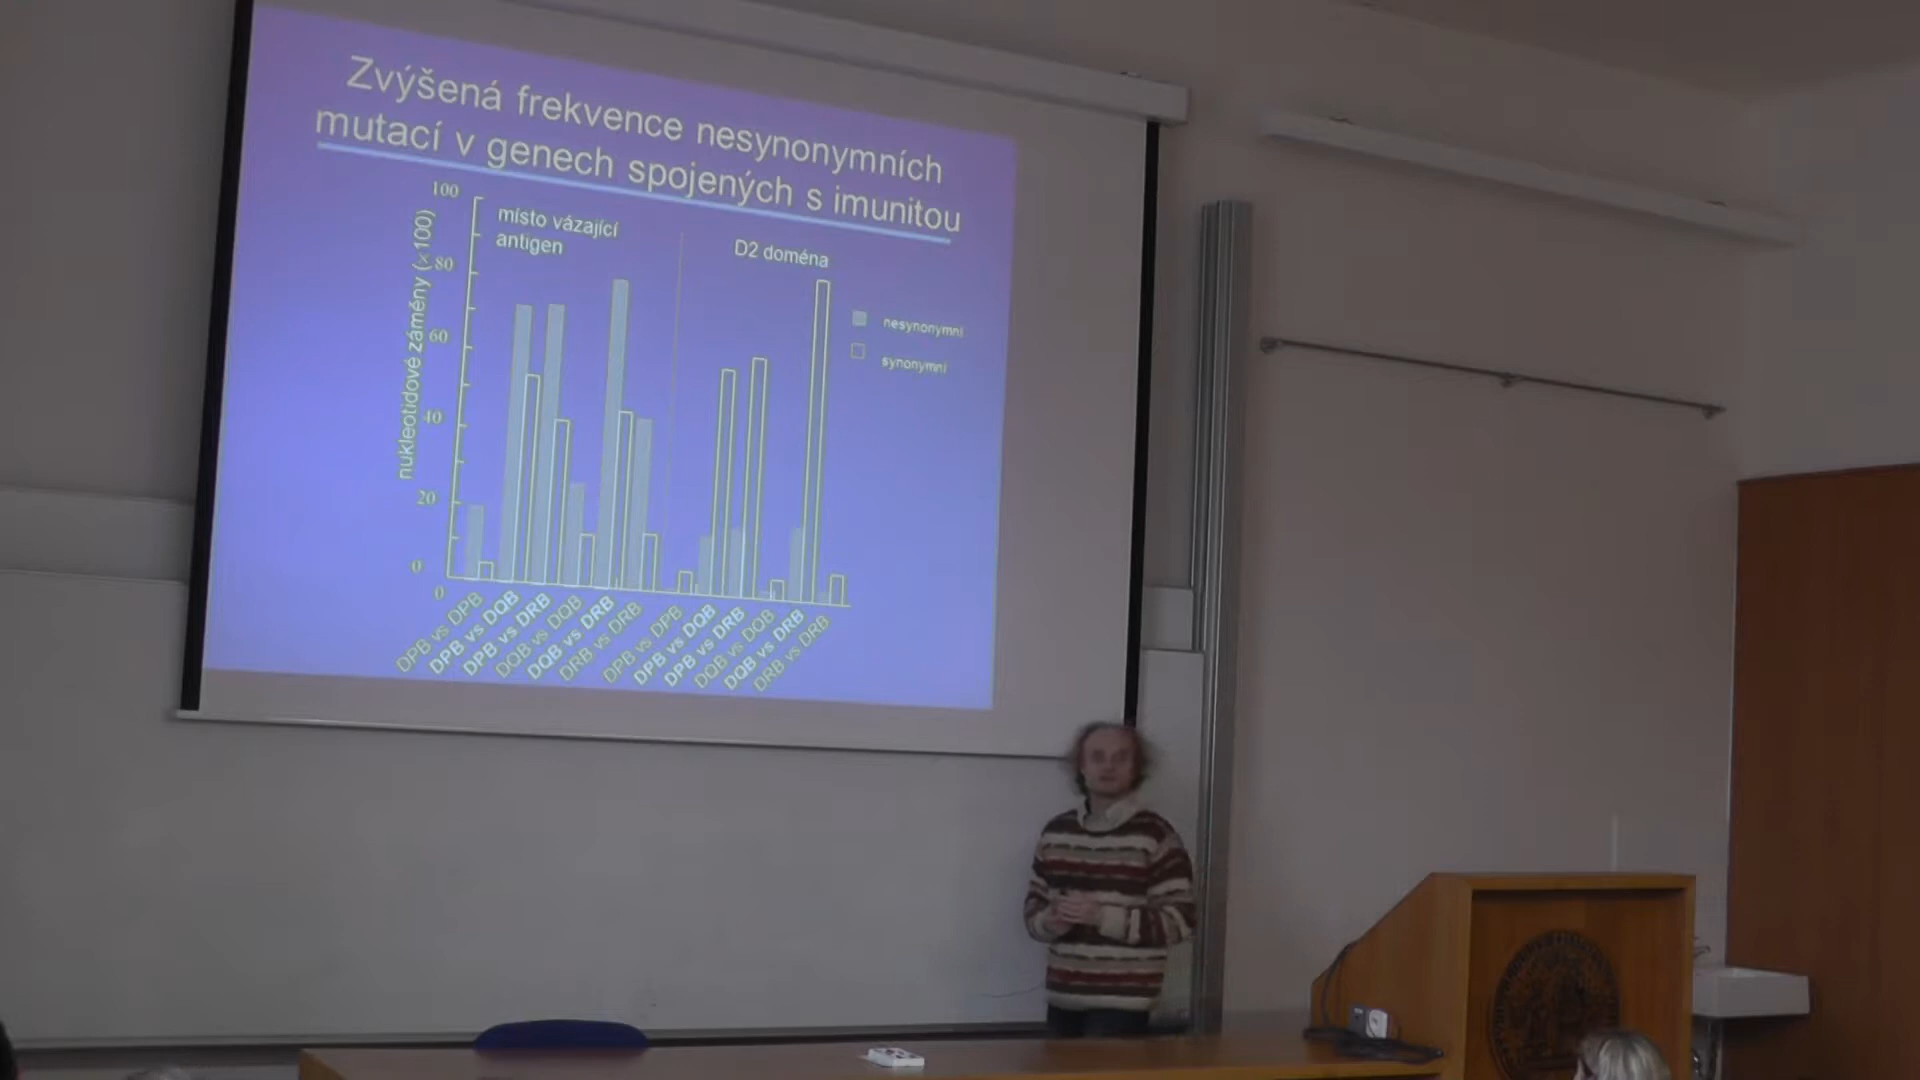 Zvýšená frekvence nesynonymních
mutací v genech spojených s imunitou
nukleotidové záměny (×100)
100
80
60
40
20
0
0
místo vázající
antigen
D2 doména
nesynonymní
synonymní
DPB vs DPB
DPB vs DQB
DPB vs DRB
DQB vs DQB
DQB vs DRB
DRB vs DRB
DPB vs DPB
DPB vs DQB
DPB vs DRB
DQB vs DQB
DQB vs DRB
DRB vs DRB